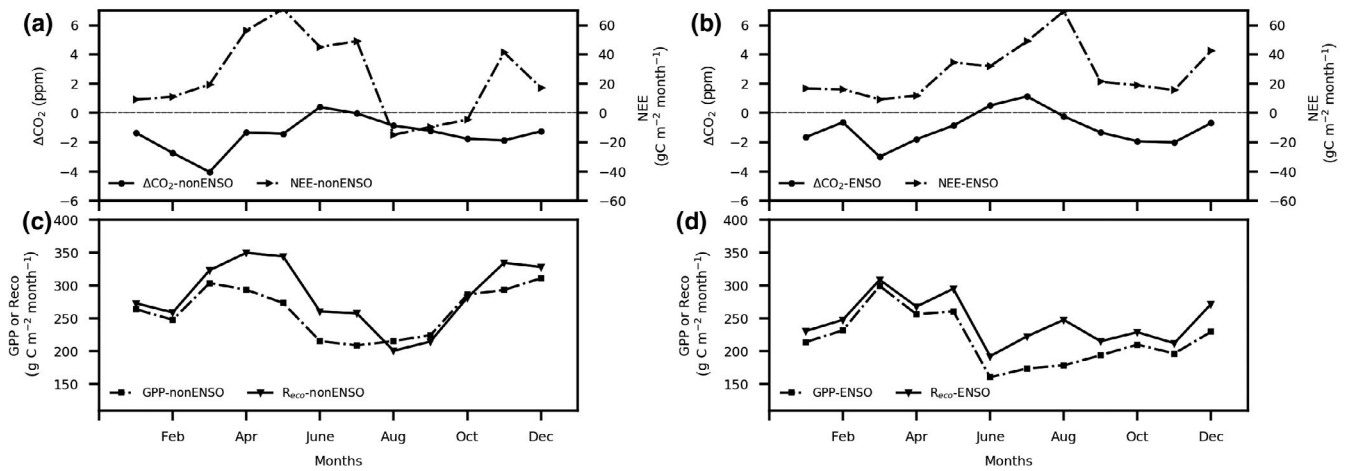 (a)
6
4
2
0
−2
−4
−6
ΔCO₂ (ppm)
60
40
20
0
−20
−40
−60
NEE
(gC m⁻² month⁻¹)
ΔCO₂-nonENSO
NEE-nonENSO
(b)
6
4
2
0
−2
−4
−6
ΔCO₂ (ppm)
60
40
20
0
−20
−40
−60
NEE
(gC m⁻² month⁻¹)
ΔCO₂-ENSO
NEE-ENSO
(c)
400
350
300
250
200
150
GPP or Reco
(g C m⁻² month⁻¹)
GPP-nonENSO
R_eco-nonENSO
Feb
Apr
June
Aug
Oct
Dec
Months
(d)
400
350
300
250
200
150
GPP or Reco
(g C m⁻² month⁻¹)
GPP-ENSO
R_eco-ENSO
Feb
Apr
June
Aug
Oct
Dec
Months